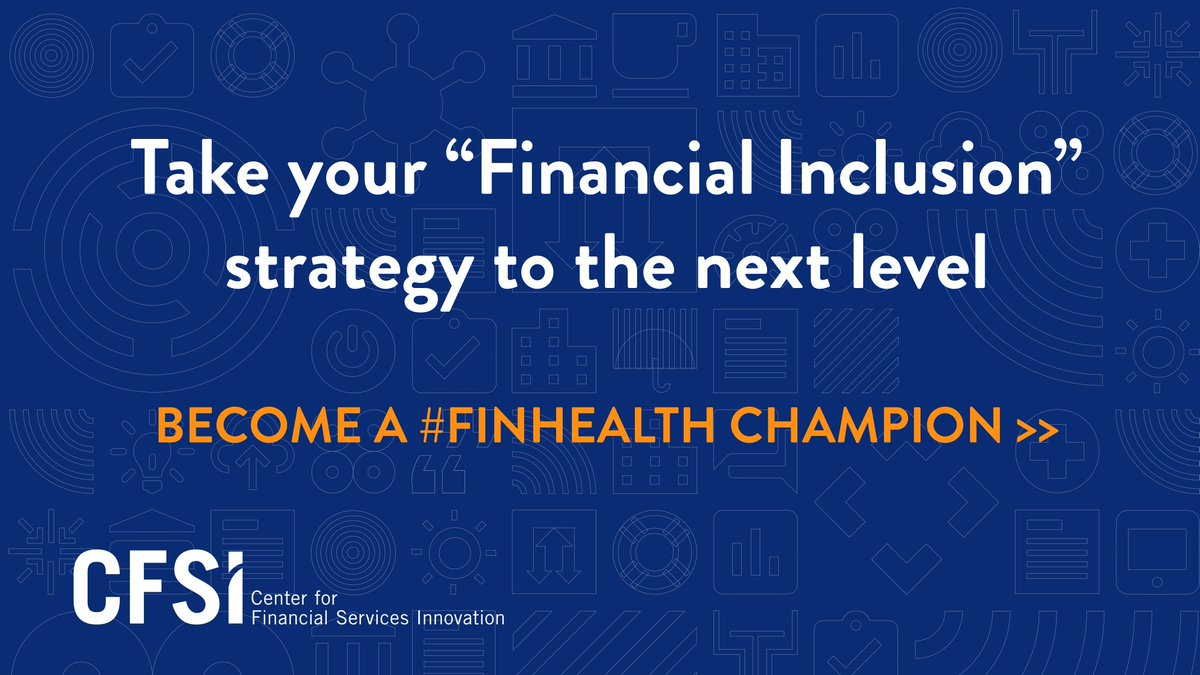 Take your “Financial Inclusion”
strategy to the next level
BECOME A #FINHEALTH CHAMPION >>
CFSi
Center for
Financial Services Innovation